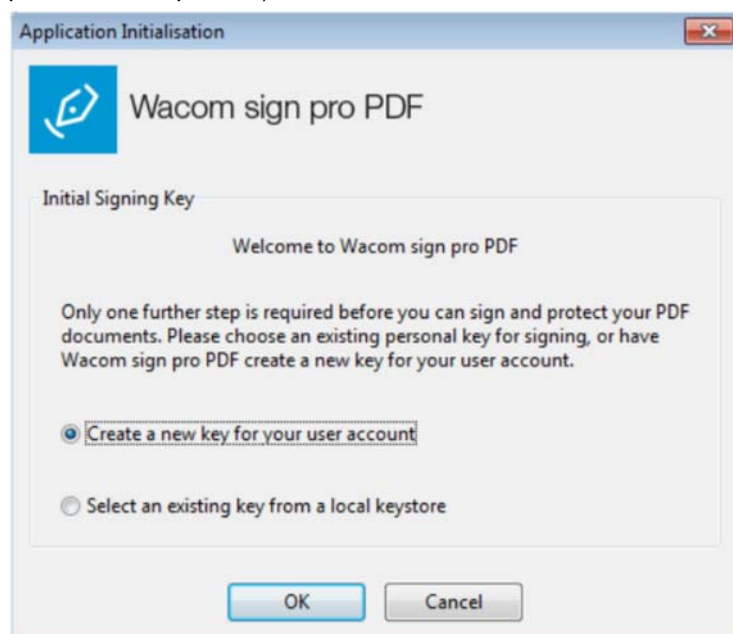 Application Initialisation
Wacom sign pro PDF
Initial Signing Key
Welcome to Wacom sign pro PDF
Only one further step is required before you can sign and protect your PDF
documents. Please choose an existing personal key for signing, or have
Wacom sign pro PDF create a new key for your user account.
Create a new key for your user account
Select an existing key from a local keystore
OK
Cancel